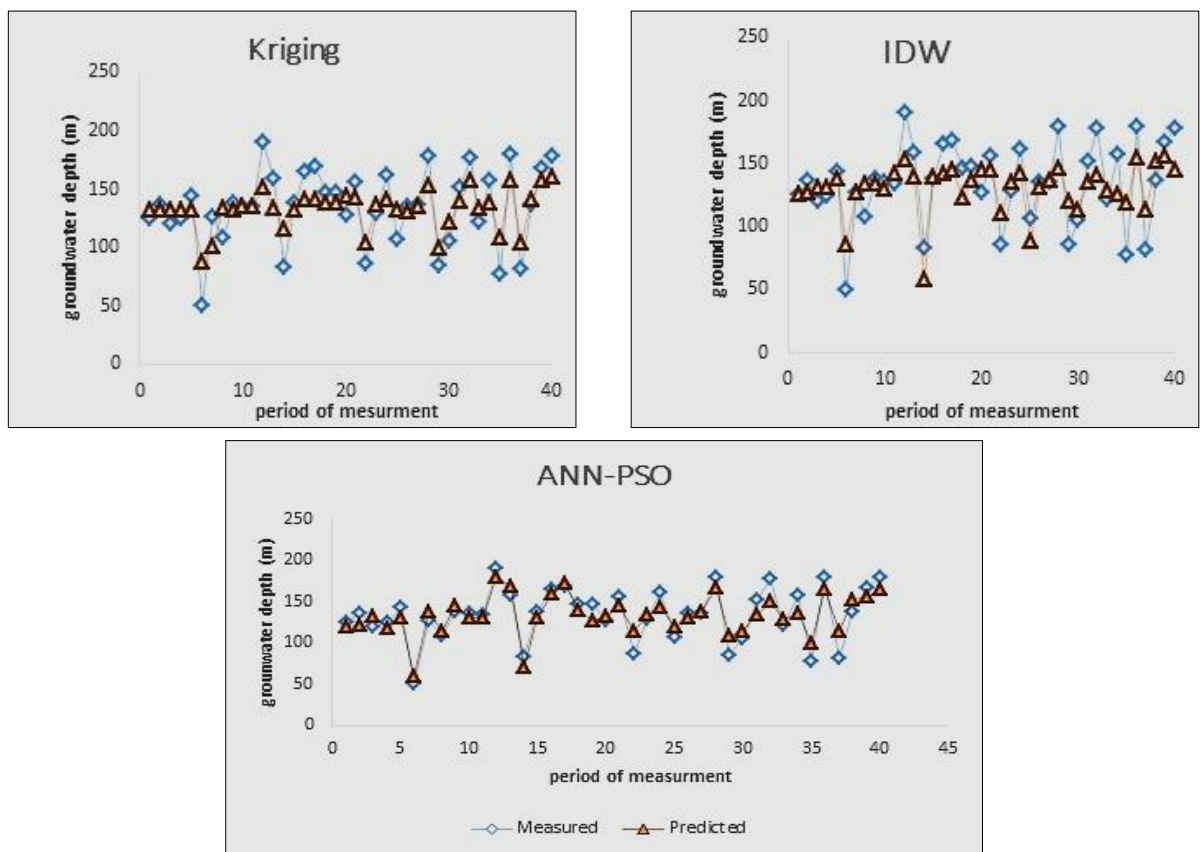 Kriging
250
200
150
100
50
0
groundwater depth (m)
0 10 20 30 40
period of mesurment
IDW
250
200
150
100
50
0
groundwater depth (m)
0 10 20 30 40
period of measurment
ANN-PSO
250
200
150
100
50
0
grounwater depth (m)
0 5 10 15 20 25 30 35 40 45
period of measurment
Measured Predicted